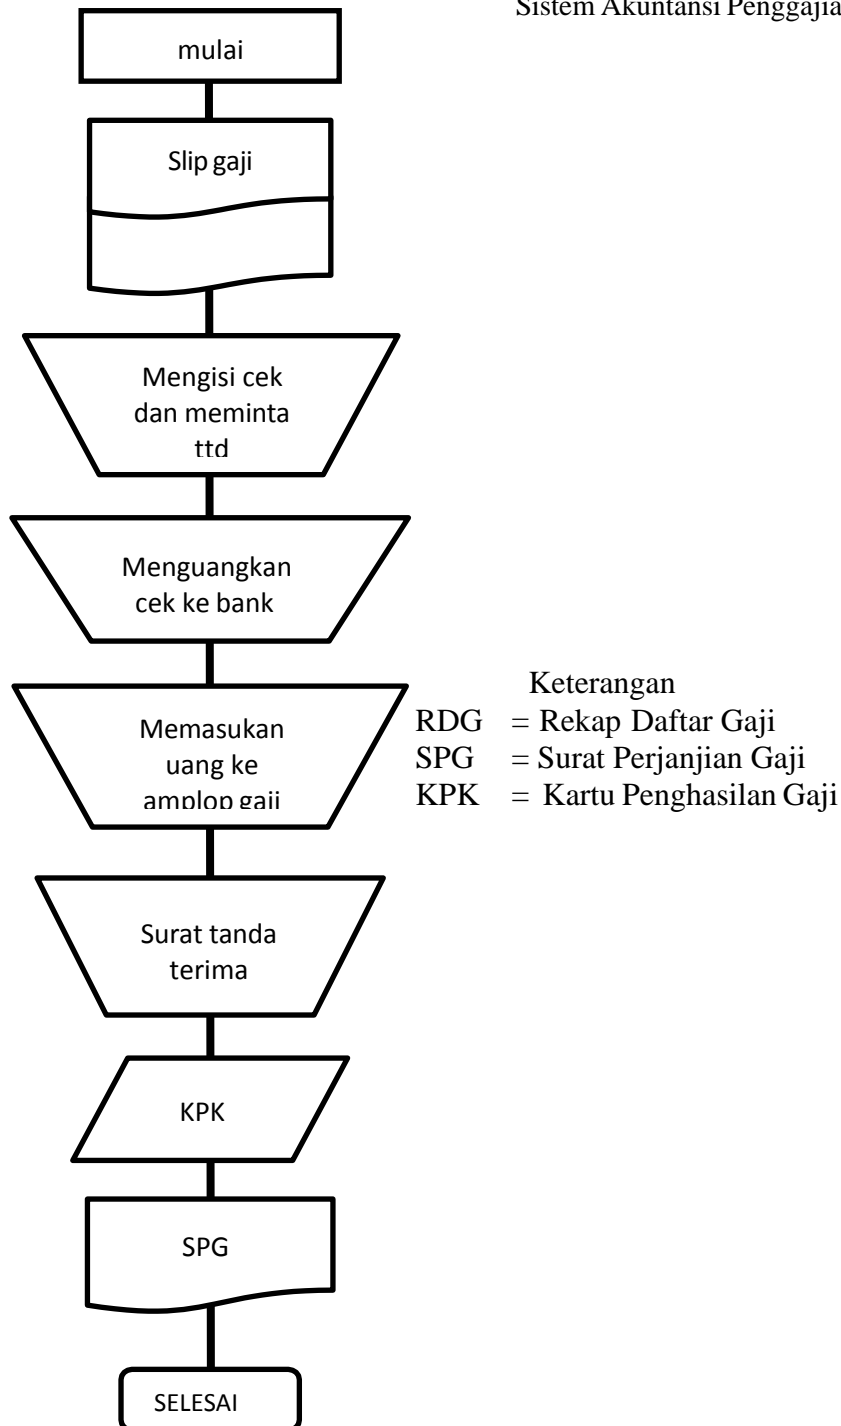 Sistem Akuntansi Penggajia
mulai
Slip gaji
Mengisi cek
dan meminta
ttd
Menguangkan
cek ke bank
Memasukan
uang ke
amplop gaji
Keterangan
RDG = Rekap Daftar Gaji
SPG = Surat Perjanjian Gaji
KPK = Kartu Penghasilan Gaji
Surat tanda
terima
KPK
SPG
SELESAI